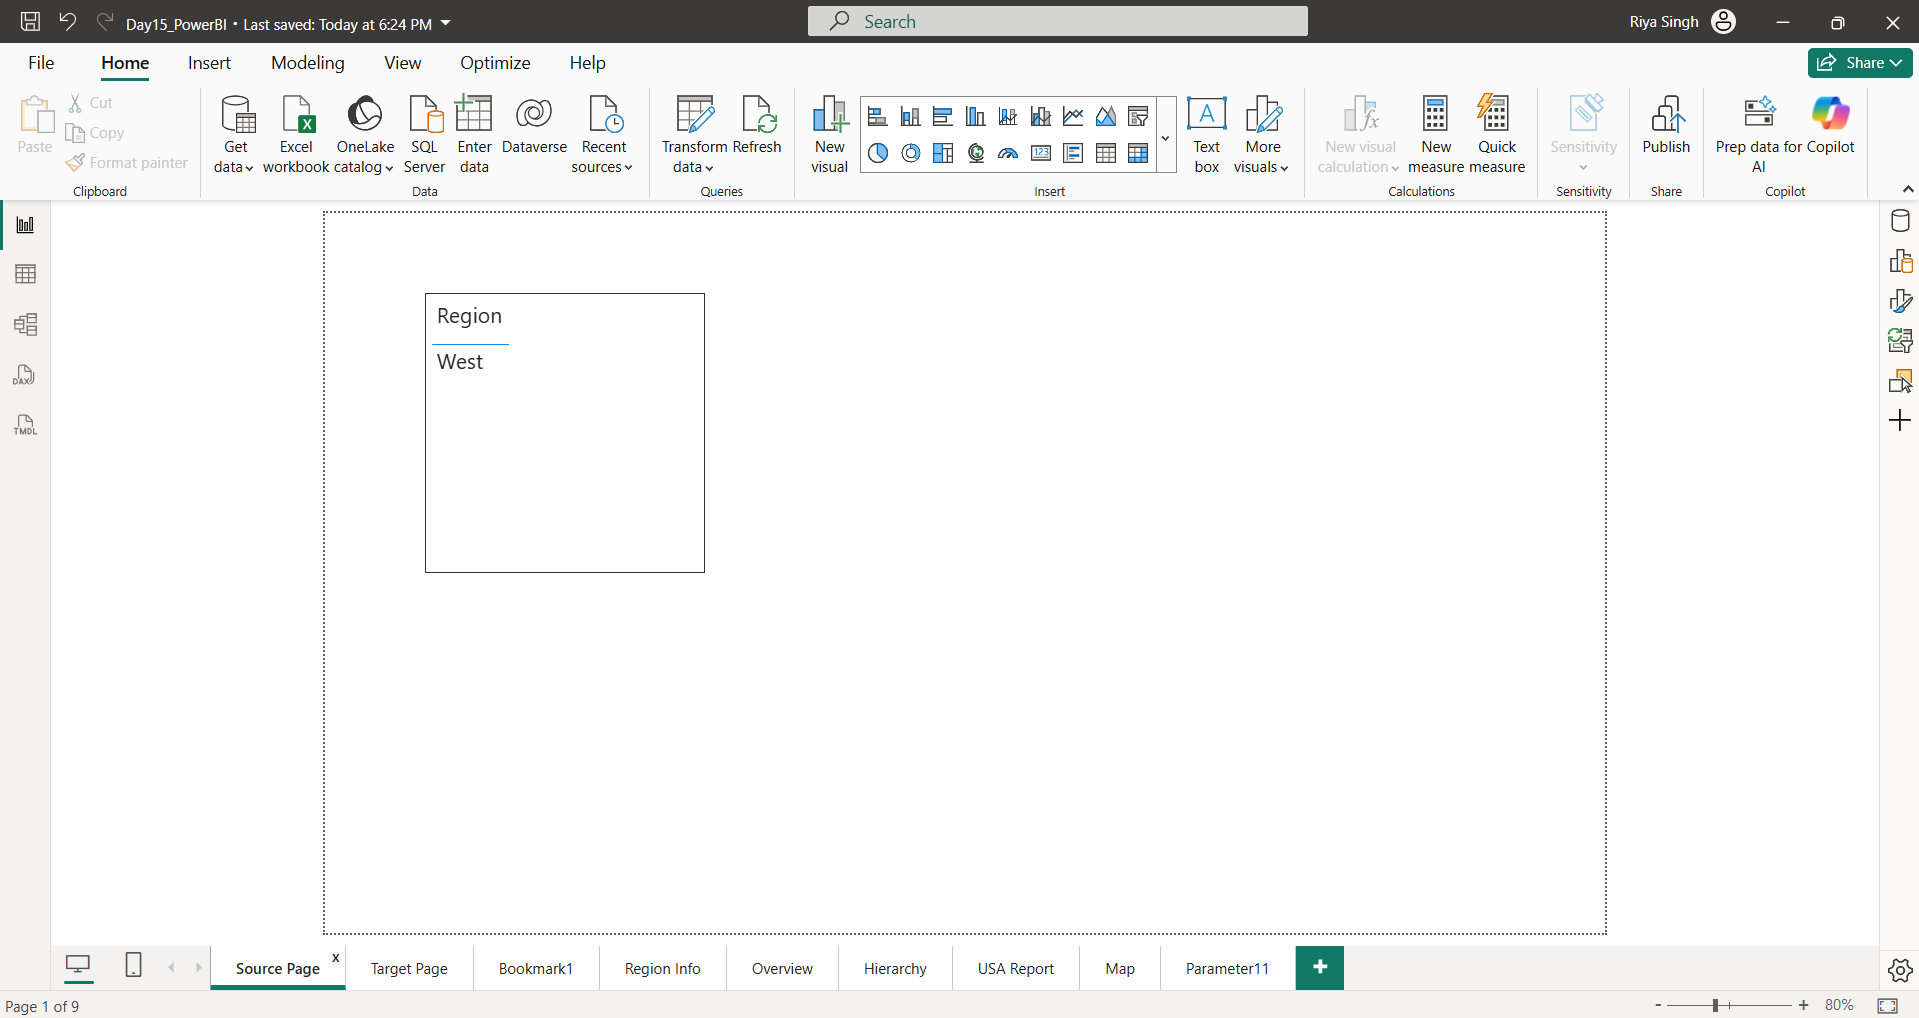 Day15_PowerBI • Last saved: Today at 6:24 PM
Search
Riya Singh
File Home Insert Modeling View Optimize Help
Share
Paste
Cut
Copy
Format painter
Clipboard
Get data
Excel workbook
OneLake catalog
SQL Server
Enter data
Dataverse
Recent sources
Data
Transform data
Refresh
Queries
New visual
123
A
Text box
More visuals
Insert
New visual calculation
New measure
Quick measure
Calculations
Sensitivity
Sensitivity
Publish
Share
Prep data for AI
Copilot
Copilot
DAX
TMDL
Region
West
Source Page x
Target Page
Bookmark1
Region Info
Overview
Hierarchy
USA Report
Map
Parameter11
+
Page 1 of 9
- + 80%